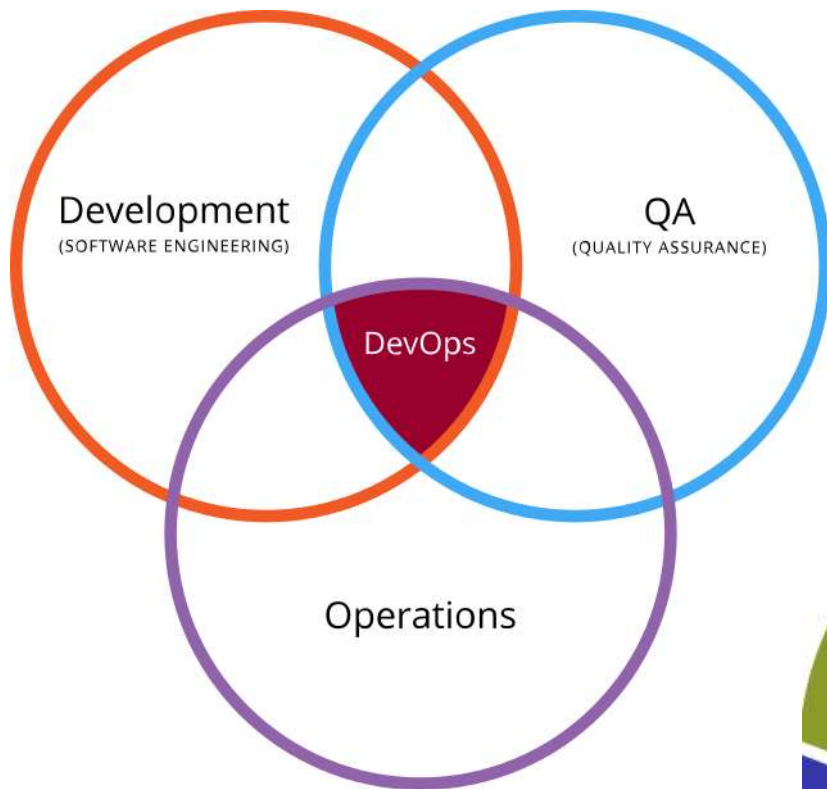 Development
(SOFTWARE ENGINEERING)
QA
(QUALITY ASSURANCE)
DevOps
Operations